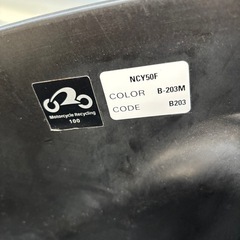 Motorcycle Recycling
100
NCY50F
COLOR B-203M
CODE B203